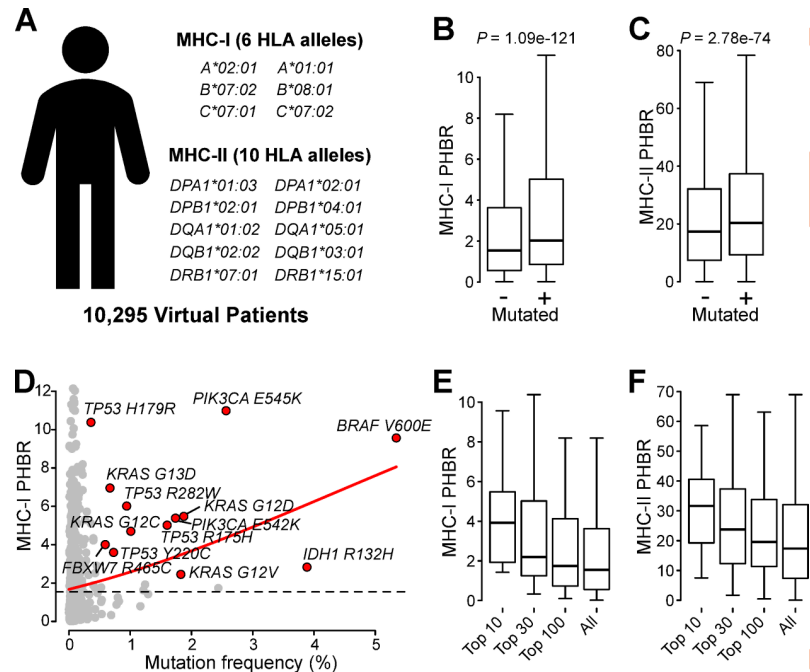 A
MHC-I (6 HLA alleles)
A*02:01 A*01:01
B*07:02 B*08:01
C*07:01 C*07:02
MHC-II (10 HLA alleles)
DPA1*01:03 DPA1*02:01
DPB1*02:01 DPB1*04:01
DQA1*01:02 DQA1*05:01
DQB1*02:02 DQB1*03:01
DRB1*07:01 DRB1*15:01
10,295 Virtual Patients
B
P = 1.09e-121
MHC-I PHBR
10
8
6
4
2
0
- +
Mutated
C
P = 2.78e-74
MHC-II PHBR
80
60
40
20
0
- +
Mutated
D
MHC-I PHBR
12
10
8
6
4
2
0
TP53 H179R
PIK3CA E545K
BRAF V600E
KRAS G13D
TP53 R282W
KRAS G12D
KRAS G12C
PIK3CA E542K
TP53 R175H
TP53 Y220C
FBXW7 R465C
KRAS G12V
IDH1 R132H
0 1 2 3 4 5
Mutation frequency (%)
E
MHC-I PHBR
10
8
6
4
2
0
Top 10 Top 30 Top 100 All
F
MHC-II PHBR
70
60
50
40
30
20
10
0
Top 10 Top 30 Top 100 All